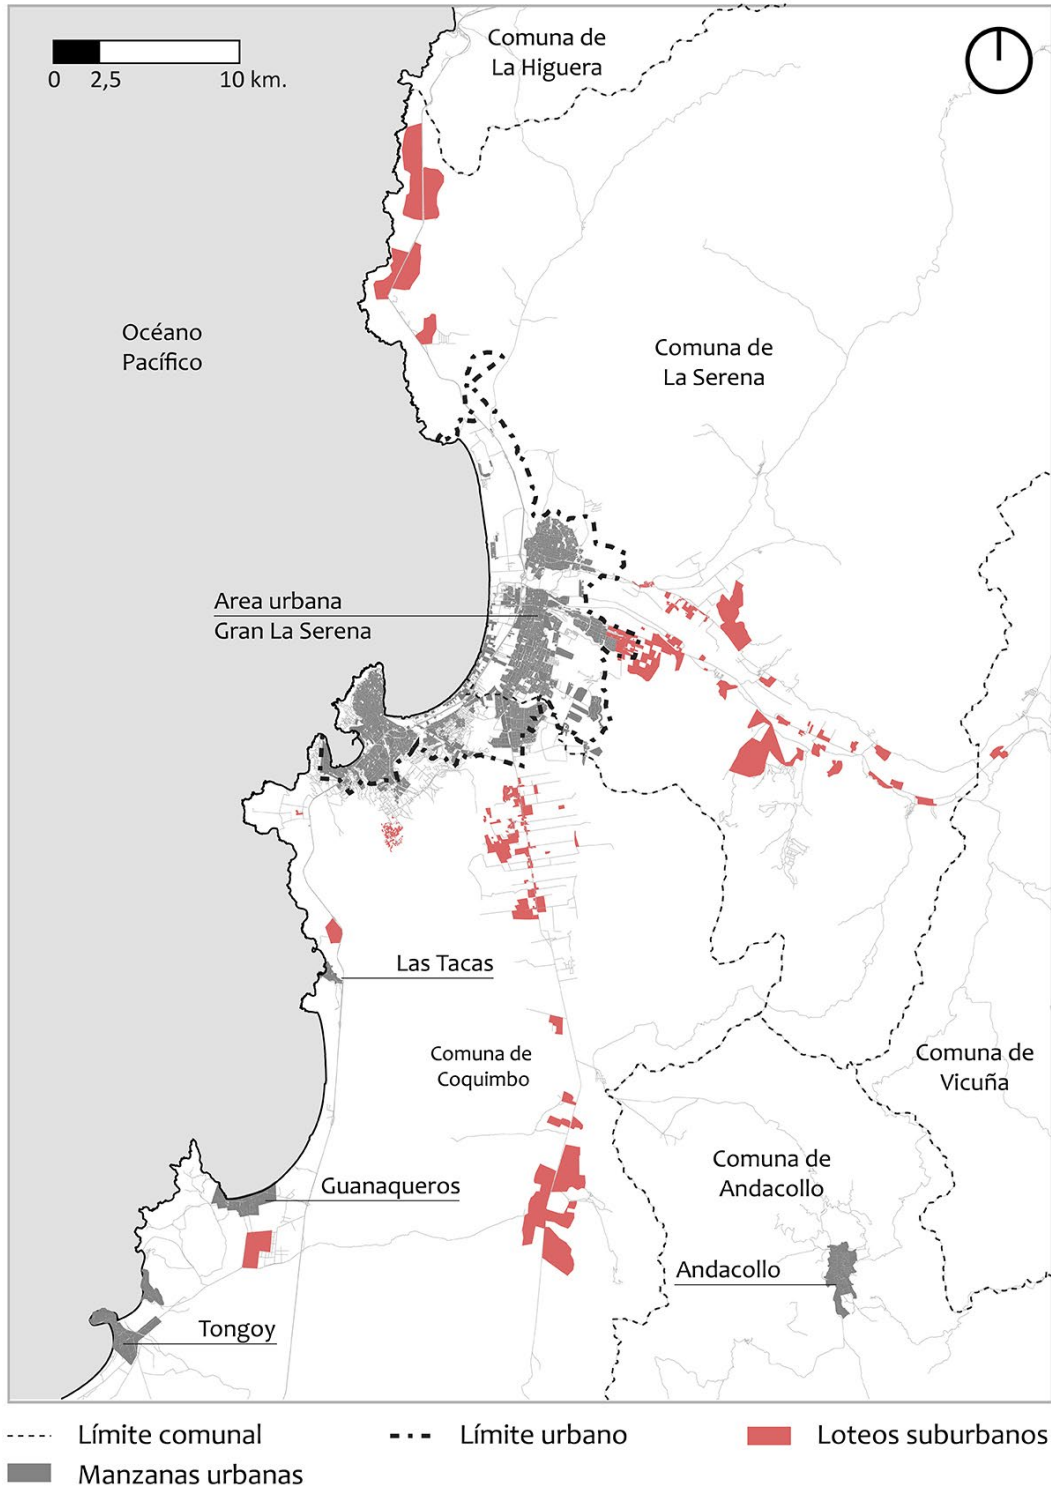 Comuna de
La Higuera
0 2,5 10 km.
Océano
Pacífico
Comuna de
La Serena
Area urbana
Gran La Serena
Las Tacas
Comuna de
Coquimbo
Comuna de
Vicuña
Comuna de
Andacollo
Guanaqueros
Andacollo
Tongoy
Límite comunal
Límite urbano
Loteos suburbanos
Manzanas urbanas